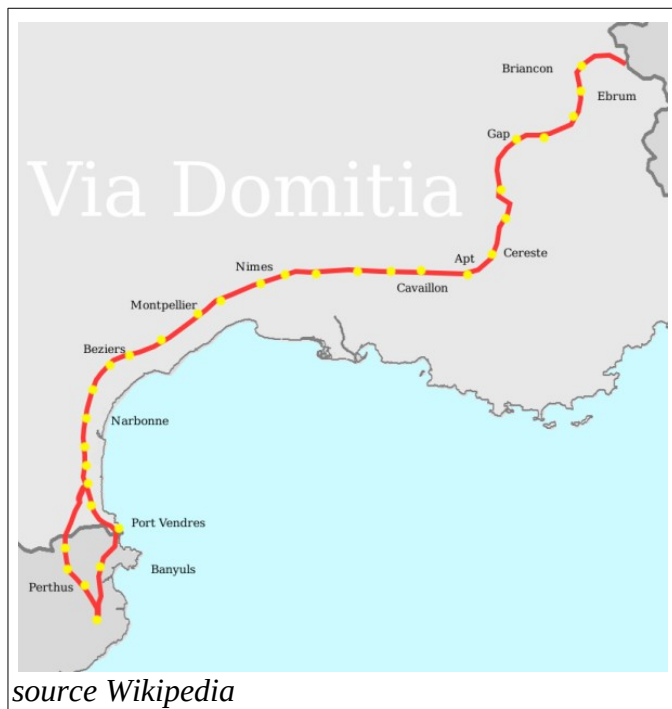 Briancon
Ebrum
Gap
Via Domitia
Cereste
Apt
Nimes
Cavaillon
Montpellier
Beziers
Narbonne
Port Vendres
Banyuls
Perthus
source Wikipedia